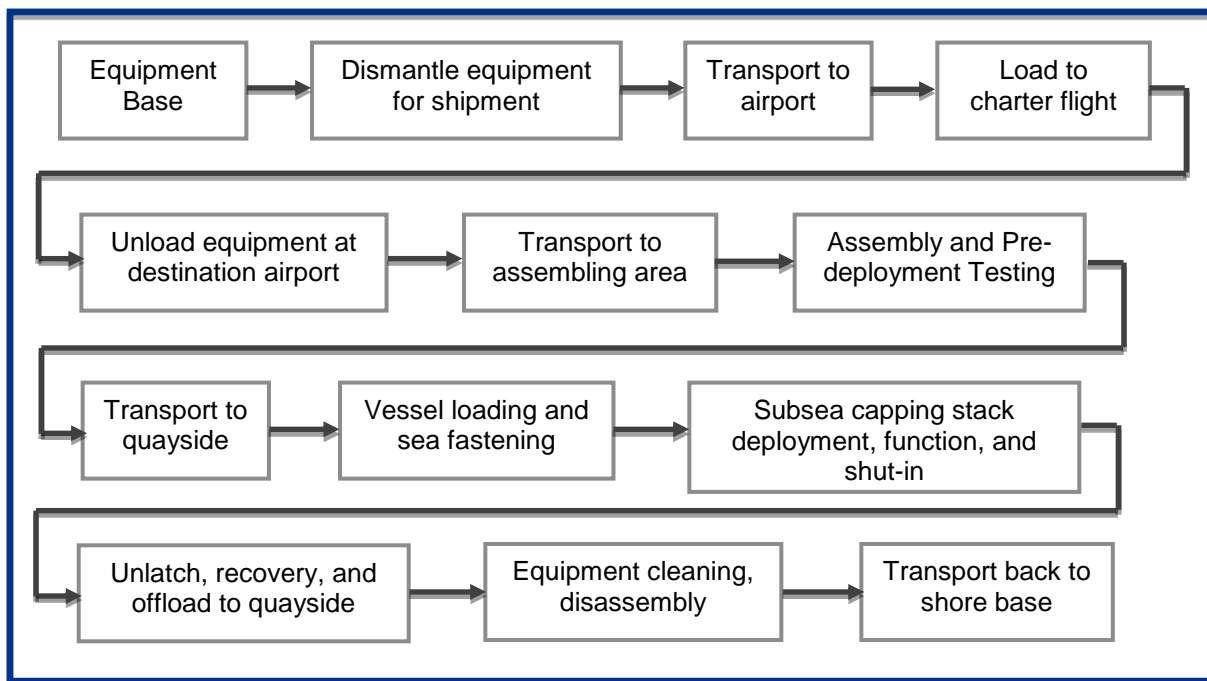 Equipment
Base
Dismantle equipment
for shipment
Transport to
airport
Load to
charter flight
Unload equipment at
destination airport
Transport to
assembling area
Assembly and Pre-
deployment Testing
Transport to
quayside
Vessel loading and
sea fastening
Subsea capping stack
deployment, function, and
shut-in
Unlatch, recovery, and
offload to quayside
Equipment cleaning,
disassembly
Transport back to
shore base